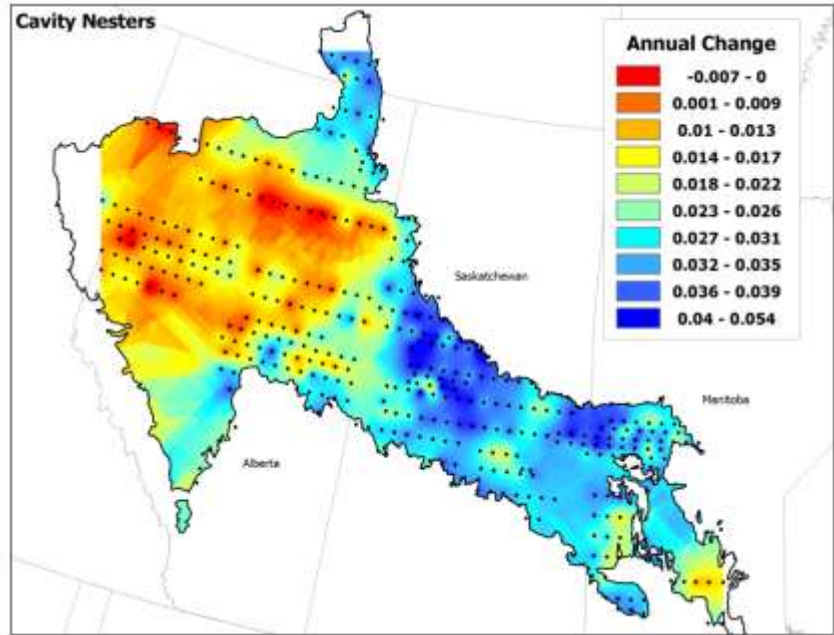 Cavity Nesters
Annual Change
-0.007 - 0
0.001 - 0.009
0.01 - 0.013
0.014 - 0.017
0.018 - 0.022
0.023 - 0.026
0.027 - 0.031
0.032 - 0.035
0.036 - 0.039
0.04 - 0.054
Saskatchewan
Manitoba
Alberta